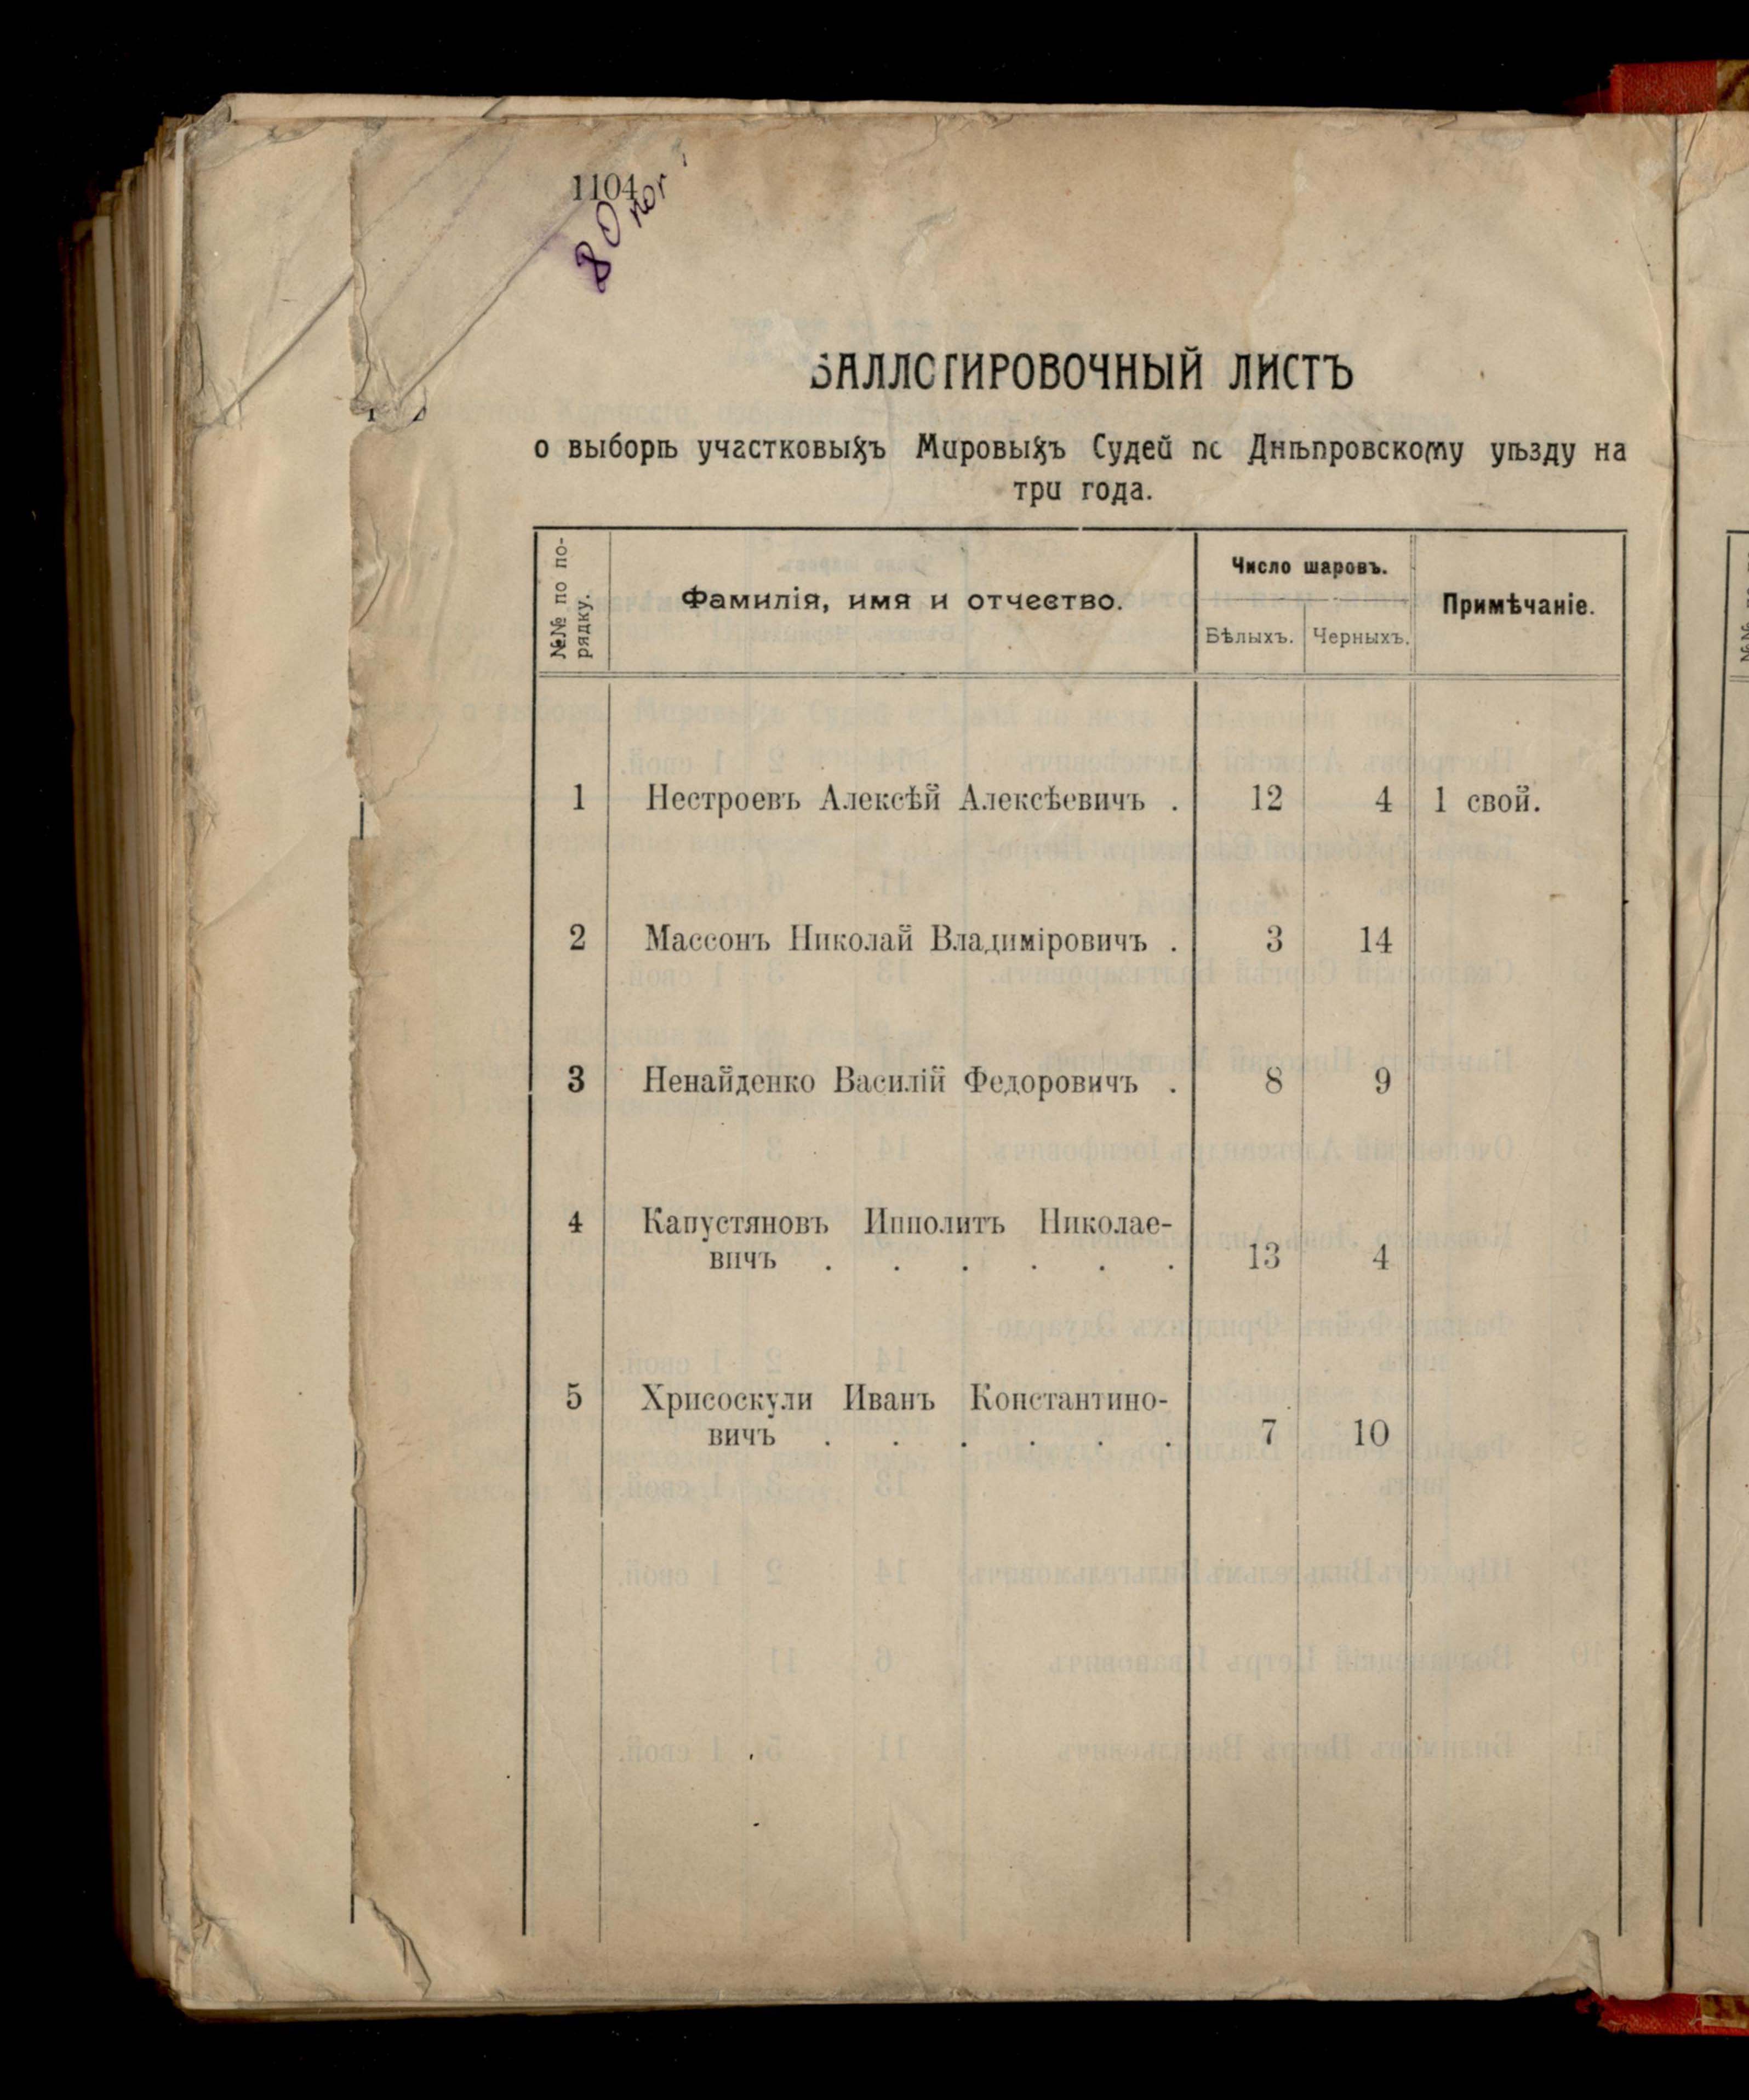 1104
80
БАЛЛОТИРОВОЧНЫЙ ЛИСТЪ
о выборѣ участковыхъ Мировыхъ Судей по Днѣпровскому уѣзду на
три года.
№№ по по-
рядку.
Фамилія, имя и отчество.
Число шаровъ.
Бѣлыхъ. Черныхъ.
Примѣчаніе.
1 Нестроевъ Алексѣй Алексѣевичъ . 12 4 1 свой.
2 Массонъ Николай Владиміровичъ . 3 14
3 Ненайденко Василій Федоровичъ . 8 9
4 Капустяновъ Ипполитъ Николае-
вичъ . . . . . . 13 4
5 Хрисоскули Иванъ Константино-
вичъ . . . . . . 7 10